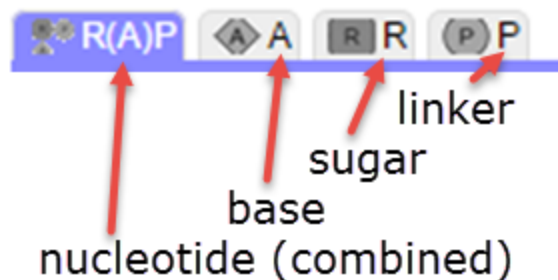 R(A)P A A R R P P
linker
sugar
base
nucleotide (combined)